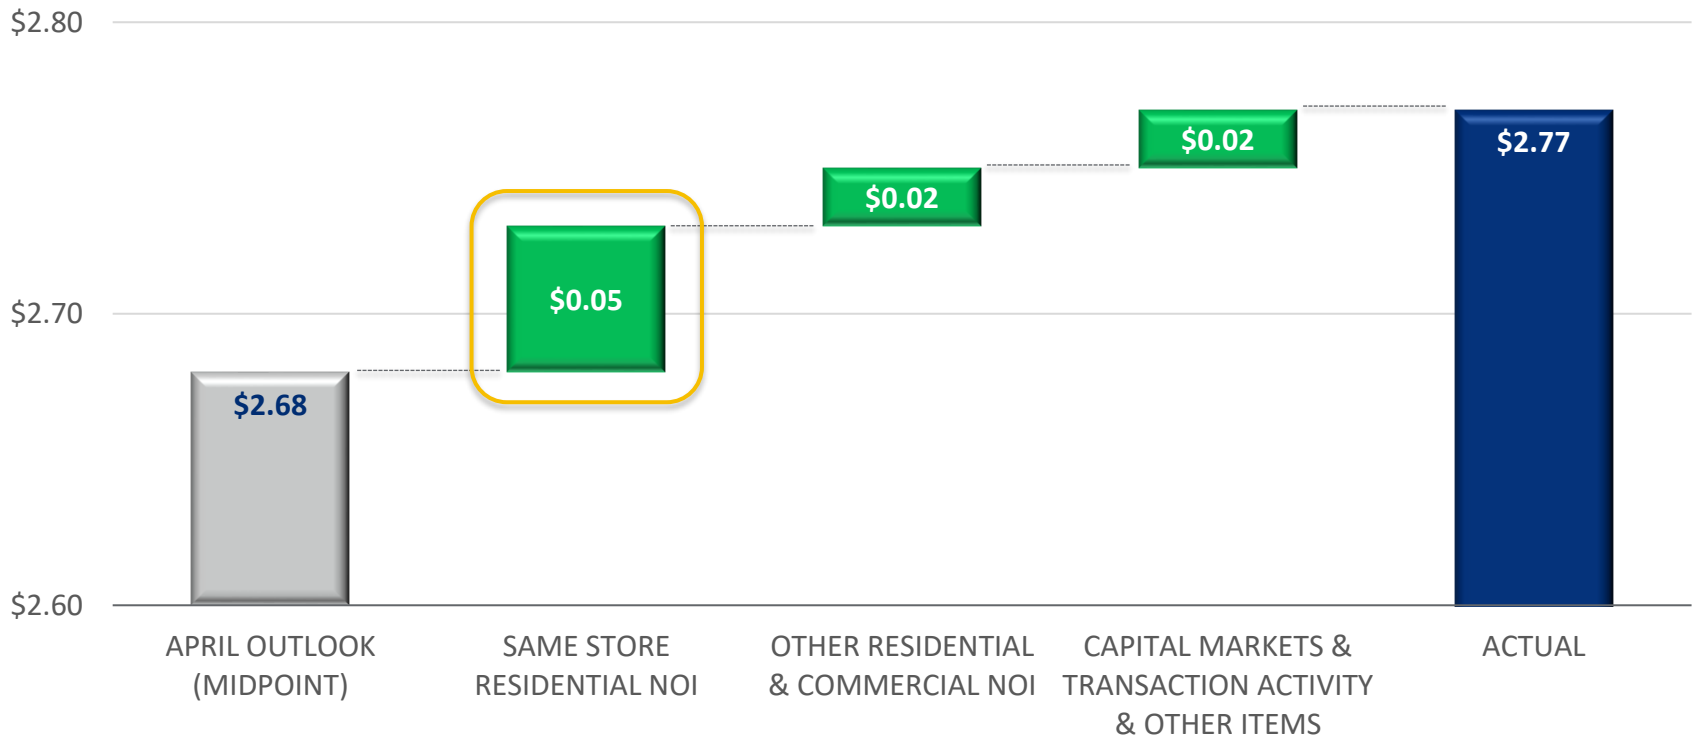 $2.80
$2.70
$2.60
$2.68
$0.05
$0.02
$0.02
$2.77
APRIL OUTLOOK
(MIDPOINT)
SAME STORE
RESIDENTIAL NOI
OTHER RESIDENTIAL
& COMMERCIAL NOI
CAPITAL MARKETS &
TRANSACTION ACTIVITY
& OTHER ITEMS
ACTUAL